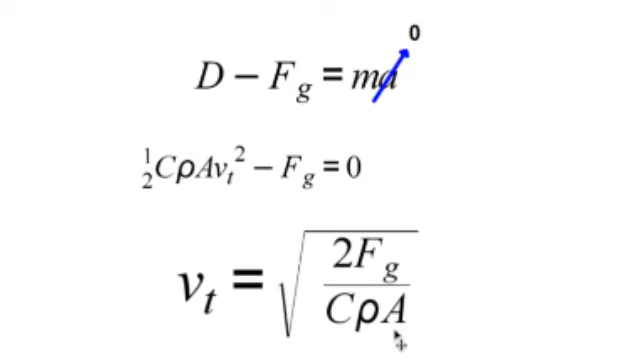 0
D − F_g = ma
½CρAv_t² − F_g = 0
v_t = √(2F_g / CρA)